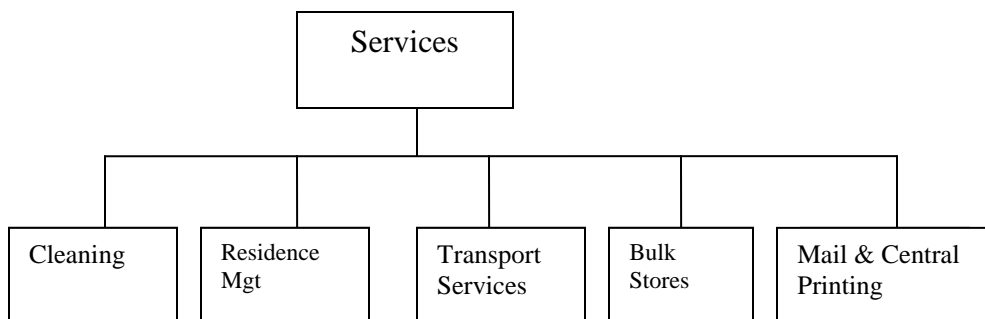 Services
Cleaning
Residence
Mgt
Transport
Services
Bulk
Stores
Mail & Central
Printing